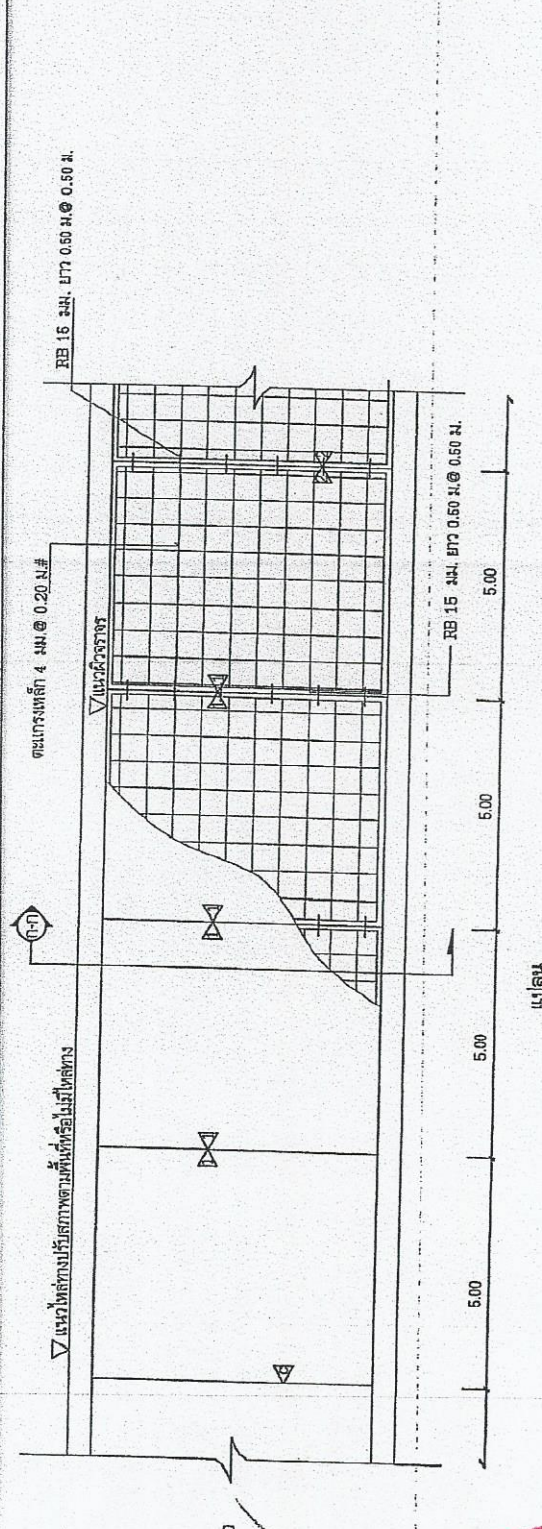 ▽แนวไหล่ทางปรับสภาพตามพื้นที่หรือไม่มีไหล่ทาง
ก-ก
ตะแกรงเหล็ก 4 มม.@ 0.20 ม.#
▽แนวผิวจราจร
RB 15 มม. ยาว 0.50 ม.@ 0.50 ม.
RB 15 มม. ยาว 0.50 ม.@ 0.50 ม.
5.00
5.00
5.00
5.00
แปลน